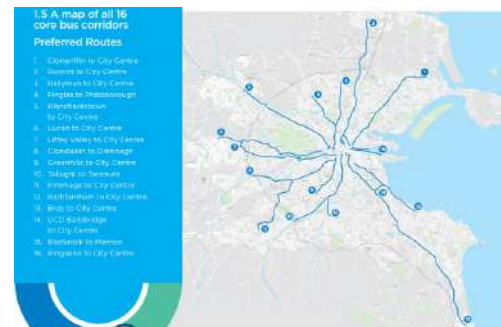 1.5 A map of all 16
core bus corridors
Preferred Routes
1. Clongriffin to City Centre
2. Swords to City Centre
3. Ballymun to City Centre
4. Finglas to Phibsborough
5. Blanchardstown
to City Centre
6. Lucan to City Centre
7. Liffey Valley to City Centre
8. Clondalkin to Drimnagh
9. Greenhills to City Centre
10. Tallaght to Terenure
11. Kimmage to City Centre
12. Rathfarnham to City Centre
13. Bray to City Centre
14. UCD Ballsbridge
to City Centre
15. Blackrock to Merrion
16. Ringsend to City Centre